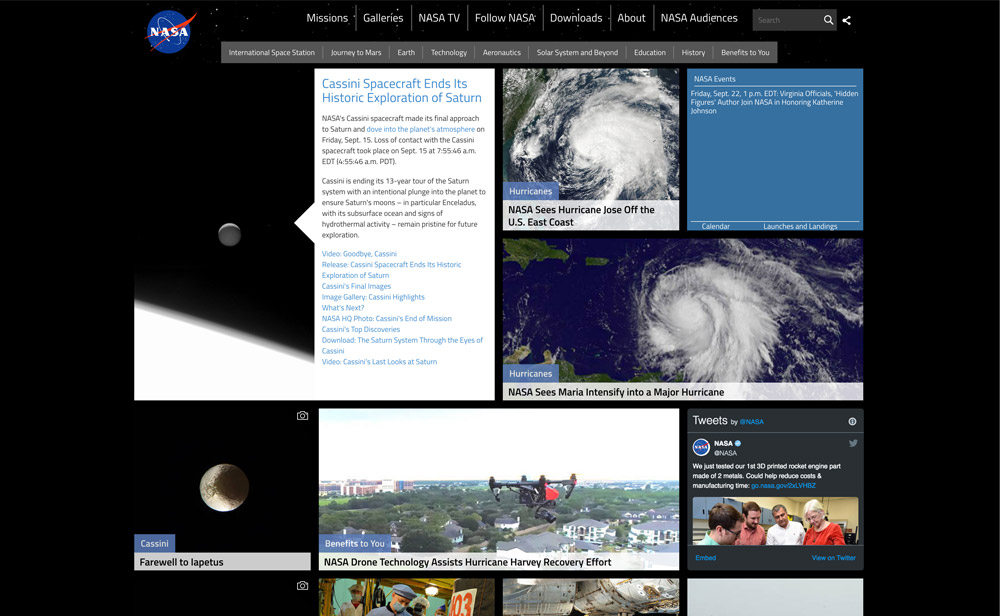 NASA
Missions
Galleries
NASA TV
Follow NASA
Downloads
About
NASA Audiences
Search
International Space Station
Journey to Mars
Earth
Technology
Aeronautics
Solar System and Beyond
Education
History
Benefits to You
Cassini Spacecraft Ends Its
Historic Exploration of Saturn
NASA's Cassini spacecraft made its final approach
to Saturn and dove into the planet's atmosphere on
Friday, Sept. 15. Loss of contact with the Cassini
spacecraft took place on Sept. 15 at 7:55:46 a.m.
EDT (4:55:46 a.m. PDT).
Cassini is ending its 13-year tour of the Saturn
system with an intentional plunge into the planet to
ensure Saturn's moons – in particular Enceladus,
with its subsurface ocean and signs of
hydrothermal activity – remain pristine for future
exploration.
Video: Goodbye, Cassini
Release: Cassini Spacecraft Ends Its Historic
Exploration of Saturn
Cassini's Final Images
Image Gallery: Cassini Highlights
What's Next?
NASA HQ Photo: Cassini's End of Mission
Cassini's Top Discoveries
Download: The Saturn System Through the Eyes of
Cassini
Video: Cassini's Last Looks at Saturn
Hurricanes
NASA Sees Hurricane Jose Off the
U.S. East Coast
NASA Events
Friday, Sept. 22, 1 p.m. EDT: Virginia Officials, 'Hidden
Figures' Author Join NASA in Honoring Katherine
Johnson
Calendar
Launches and Landings
Hurricanes
NASA Sees Maria Intensify into a Major Hurricane
Cassini
Farewell to Iapetus
Benefits to You
NASA Drone Technology Assists Hurricane Harvey Recovery Effort
Tweets by @NASA
NASA
NASA
@NASA
We just tested our 1st 3D printed rocket engine part
made of 2 metals. Could help reduce costs &
manufacturing time: go.nasa.gov/2xLVHBZ
Embed
View on Twitter
103